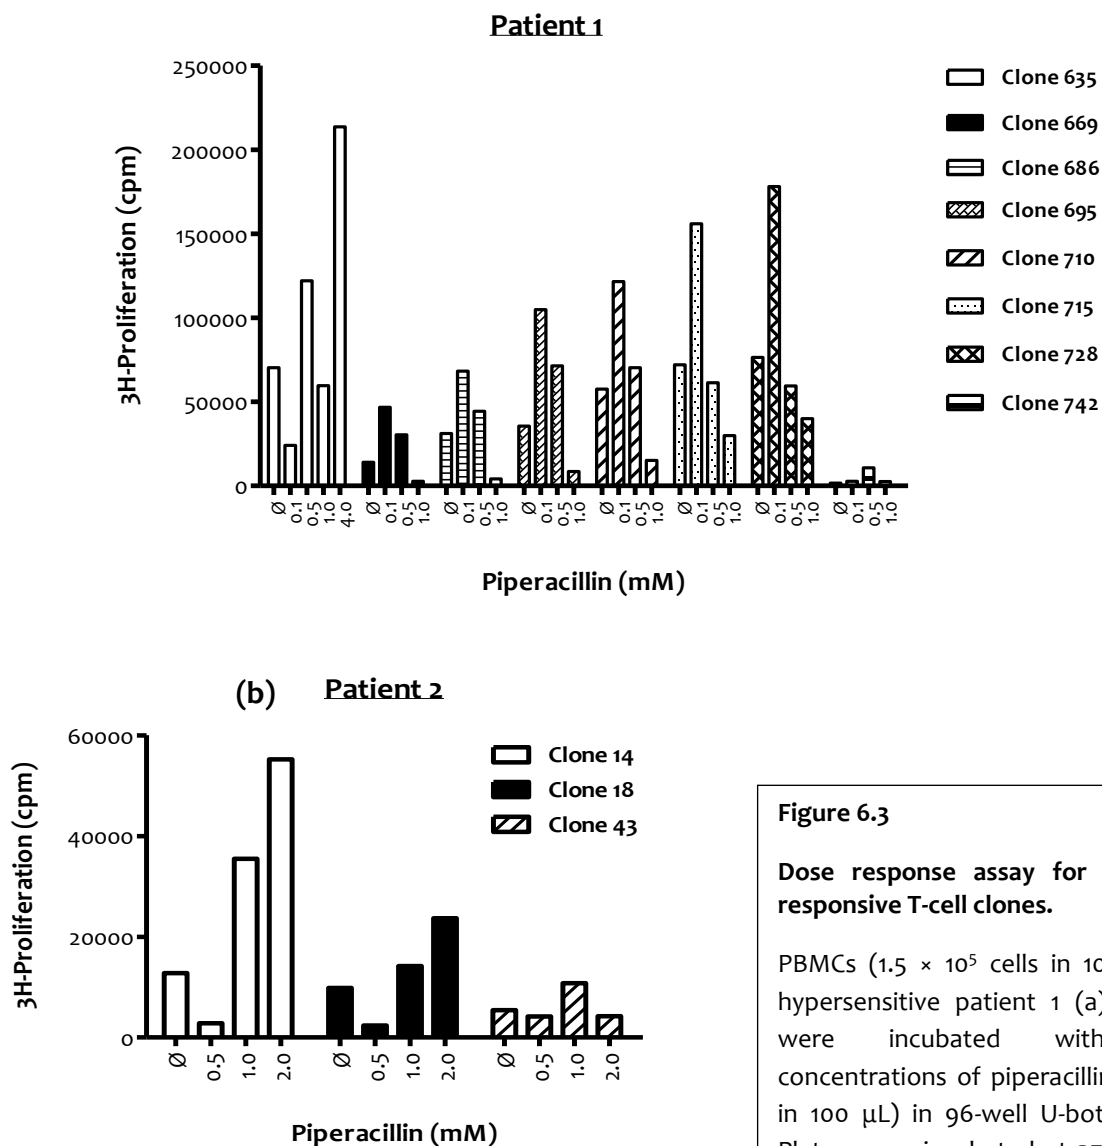 Patient 1
250000
200000
150000
100000
50000
0
3H-Proliferation (cpm)
Ø 0.1 0.5 1.0 4.0 Ø 0.1 0.5 1.0 Ø 0.1 0.5 1.0 Ø 0.1 0.5 1.0 Ø 0.1 0.5 1.0 Ø 0.1 0.5 1.0 Ø 0.1 0.5 1.0 Ø 0.1 0.5 1.0
Piperacillin (mM)
Clone 635
Clone 669
Clone 686
Clone 695
Clone 710
Clone 715
Clone 728
Clone 742
(b) Patient 2
60000
40000
20000
0
3H-Proliferation (cpm)
Ø 0.5 1.0 2.0 Ø 0.5 1.0 2.0 Ø 0.5 1.0 2.0
Piperacillin (mM)
Clone 14
Clone 18
Clone 43
Figure 6.3
Dose response assay for
responsive T-cell clones.
PBMCs (1.5 × 10⁵ cells in 10
hypersensitive patient 1 (a)
were incubated with
concentrations of piperacillin
in 100 µL) in 96-well U-bot